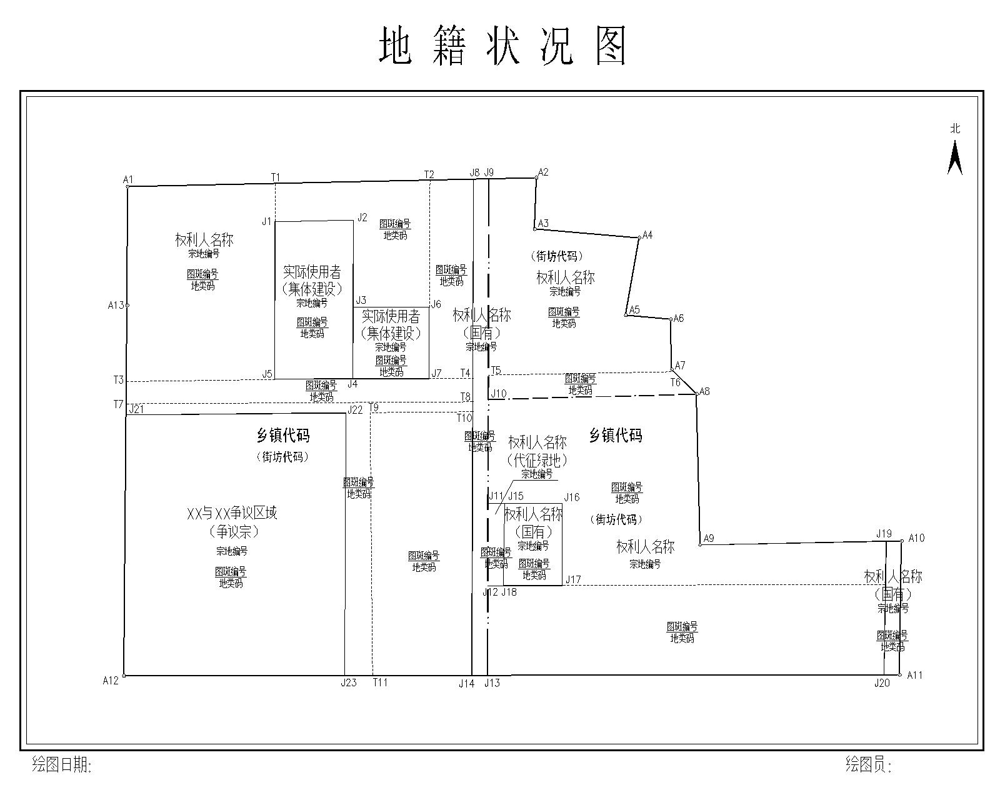 地籍状况图
北
A1
T1
T2
J8
J9
A2
J1
J2
A3
A4
图斑编号
地类码
权利人名称
宗地编号
图斑编号
地类码
(街坊代码)
权利人名称
宗地编号
图斑编号
地类码
实际使用者
(集体建设)
宗地编号
图斑编号
地类码
图斑编号
地类码
A13
J3
J6
A5
A6
实际使用者
(集体建设)
宗地编号
图斑编号
地类码
权利人名称
(国有)
宗地编号
A7
T3
J5
J4
J7
T4
T5
T6
图斑编号
地类码
图斑编号
地类码
A8
T7
J21
J22
T9
T8
T10
J10
乡镇代码
(街坊代码)
图斑编号
地类码
权利人名称
(代征绿地)
宗地编号
乡镇代码
图斑编号
地类码
图斑编号
地类码
J11
J15
J16
XX与XX争议区域
(争议宗)
宗地编号
图斑编号
地类码
权利人名称
(国有)
宗地编号
图斑编号
地类码
(街坊代码)
权利人名称
宗地编号
A9
J19
A10
图斑编号
地类码
图斑编号
地类码
J12
J18
J17
权利人名称
(国有)
宗地编号
图斑编号
地类码
图斑编号
地类码
A12
J23
T11
J14
J13
J20
A11
绘图日期:
绘图员: